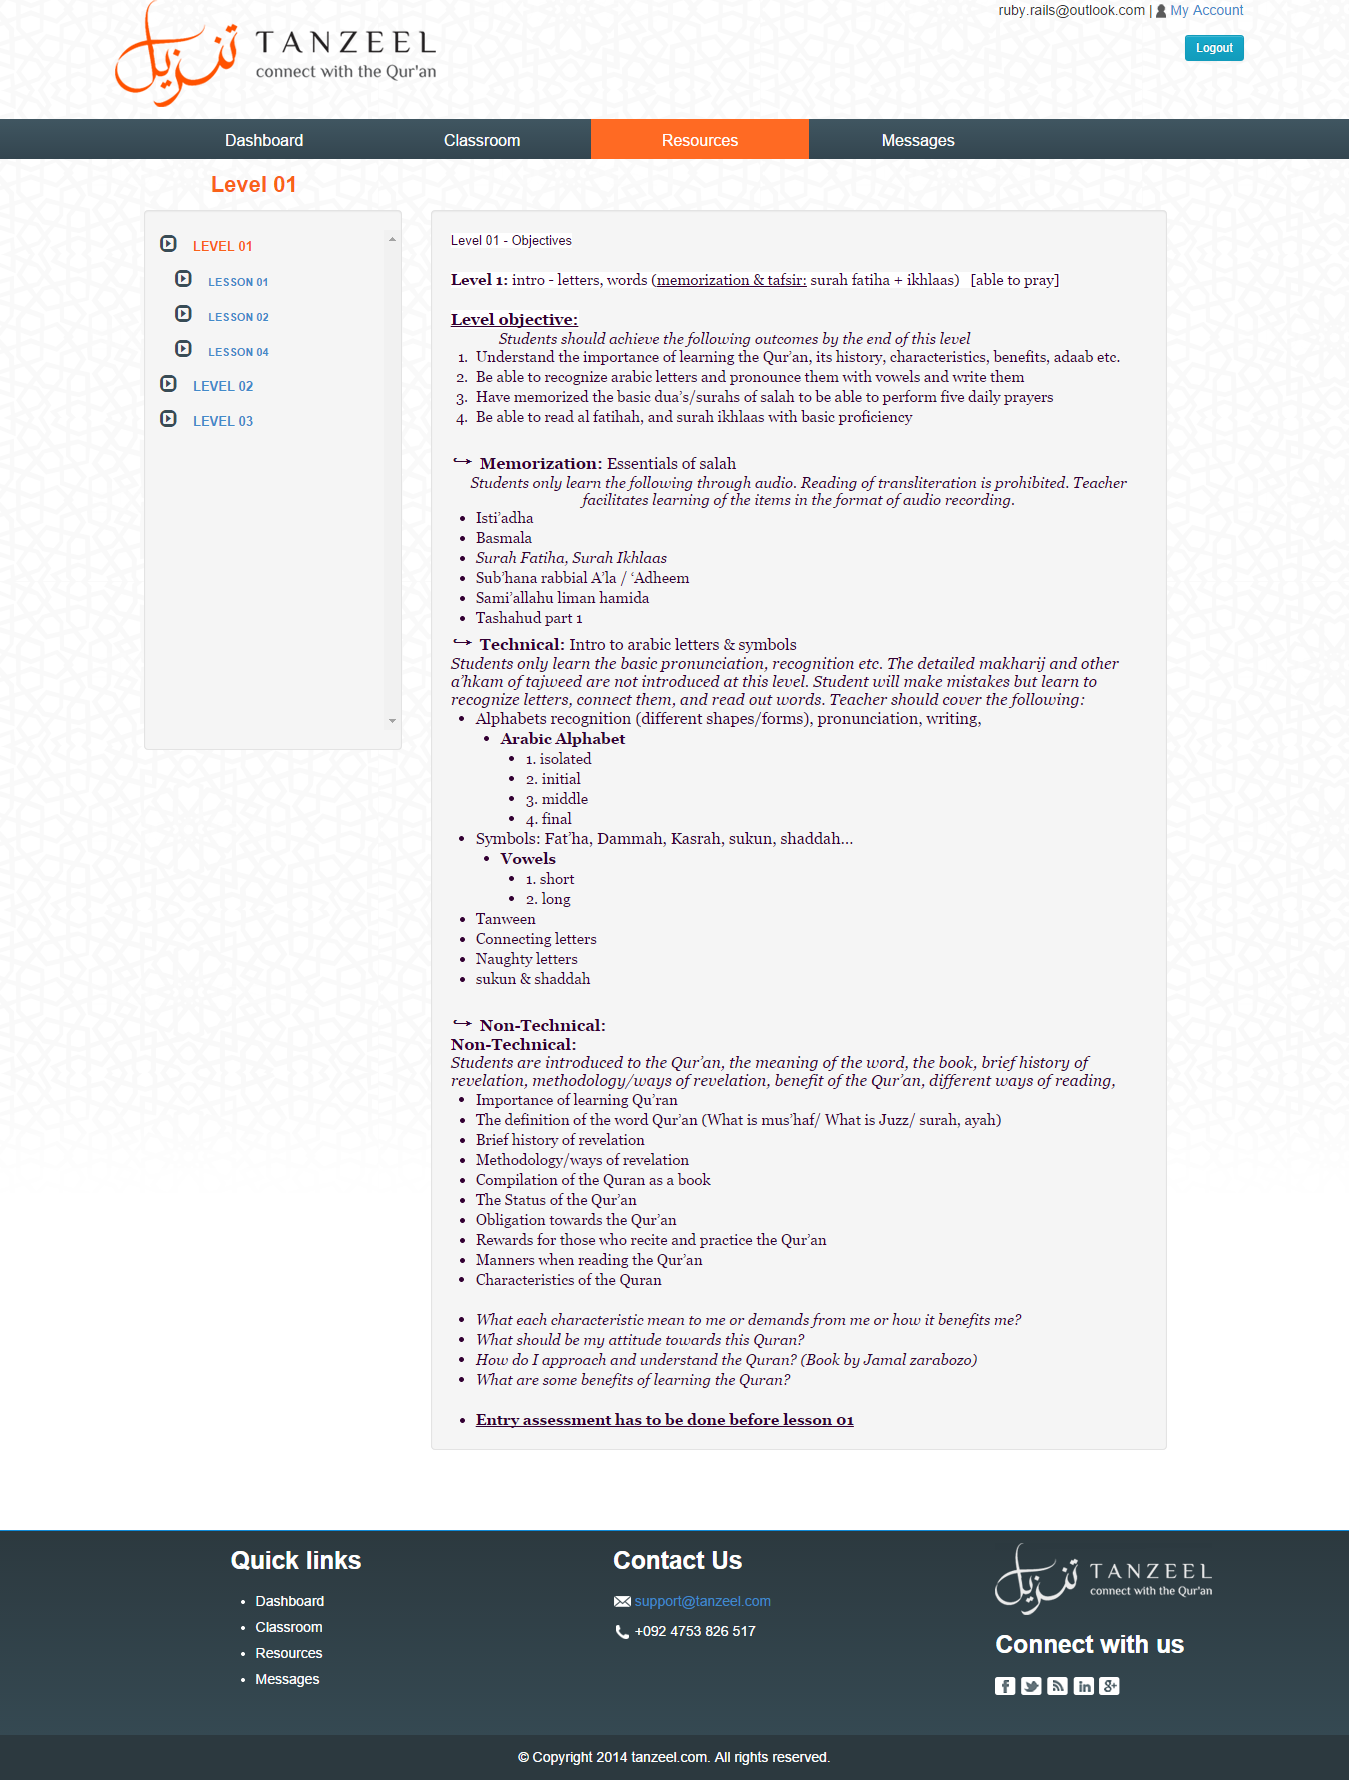 ruby.rails@outlook.com | My Account
تنزيل
TANZEEL
connect with the Qur'an
Logout
Dashboard
Classroom
Resources
Messages
Level 01
LEVEL 01
LESSON 01
LESSON 02
LESSON 04
LEVEL 02
LEVEL 03
Level 01 - Objectives
Level 1: intro - letters, words (memorization & tafsir: surah fatiha + ikhlaas) [able to pray]
Level objective:
Students should achieve the following outcomes by the end of this level
1. Understand the importance of learning the Qur’an, its history, characteristics, benefits, adaab etc.
2. Be able to recognize arabic letters and pronounce them with vowels and write them
3. Have memorized the basic dua’s/surahs of salah to be able to perform five daily prayers
4. Be able to read al fatihah, and surah ikhlaas with basic proficiency
Memorization: Essentials of salah
Students only learn the following through audio. Reading of transliteration is prohibited. Teacher
facilitates learning of the items in the format of audio recording.
• Isti’adha
• Basmala
• Surah Fatiha, Surah Ikhlaas
• Sub’hana rabbial A’la / ‘Adheem
• Sami’allahu liman hamida
• Tashahud part 1
Technical: Intro to arabic letters & symbols
Students only learn the basic pronunciation, recognition etc. The detailed makharij and other
a’hkam of tajweed are not introduced at this level. Student will make mistakes but learn to
recognize letters, connect them, and read out words. Teacher should cover the following:
• Alphabets recognition (different shapes/forms), pronunciation, writing,
• Arabic Alphabet
• 1. isolated
• 2. initial
• 3. middle
• 4. final
• Symbols: Fat’ha, Dammah, Kasrah, sukun, shaddah…
• Vowels
• 1. short
• 2. long
• Tanween
• Connecting letters
• Naughty letters
• sukun & shaddah
Non-Technical:
Non-Technical:
Students are introduced to the Qur’an, the meaning of the word, the book, brief history of
revelation, methodology/ways of revelation, benefit of the Qur’an, different ways of reading,
• Importance of learning Qu’ran
• The definition of the word Qur’an (What is mus’haf/ What is Juzz/ surah, ayah)
• Brief history of revelation
• Methodology/ways of revelation
• Compilation of the Quran as a book
• The Status of the Qur’an
• Obligation towards the Qur’an
• Rewards for those who recite and practice the Qur’an
• Manners when reading the Qur’an
• Characteristics of the Quran
• What each characteristic mean to me or demands from me or how it benefits me?
• What should be my attitude towards this Quran?
• How do I approach and understand the Quran? (Book by Jamal zarabozo)
• What are some benefits of learning the Quran?
• Entry assessment has to be done before lesson 01
Quick links
• Dashboard
• Classroom
• Resources
• Messages
Contact Us
support@tanzeel.com
+092 4753 826 517
تنزيل
TANZEEL
connect with the Qur'an
Connect with us
© Copyright 2014 tanzeel.com. All rights reserved.